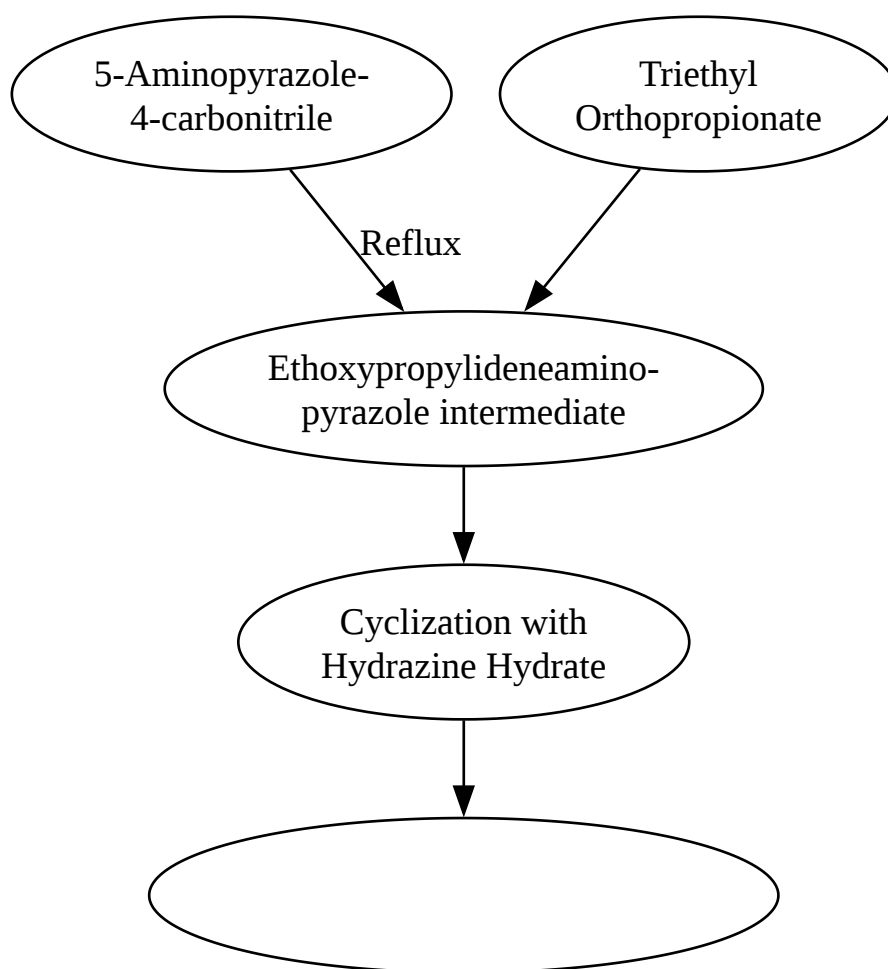 5-Aminopyrazole-
4-carbonitrile
Triethyl
Orthopropionate
Reflux
Ethoxypropylideneamino-
pyrazole intermediate
Cyclization with
Hydrazine Hydrate